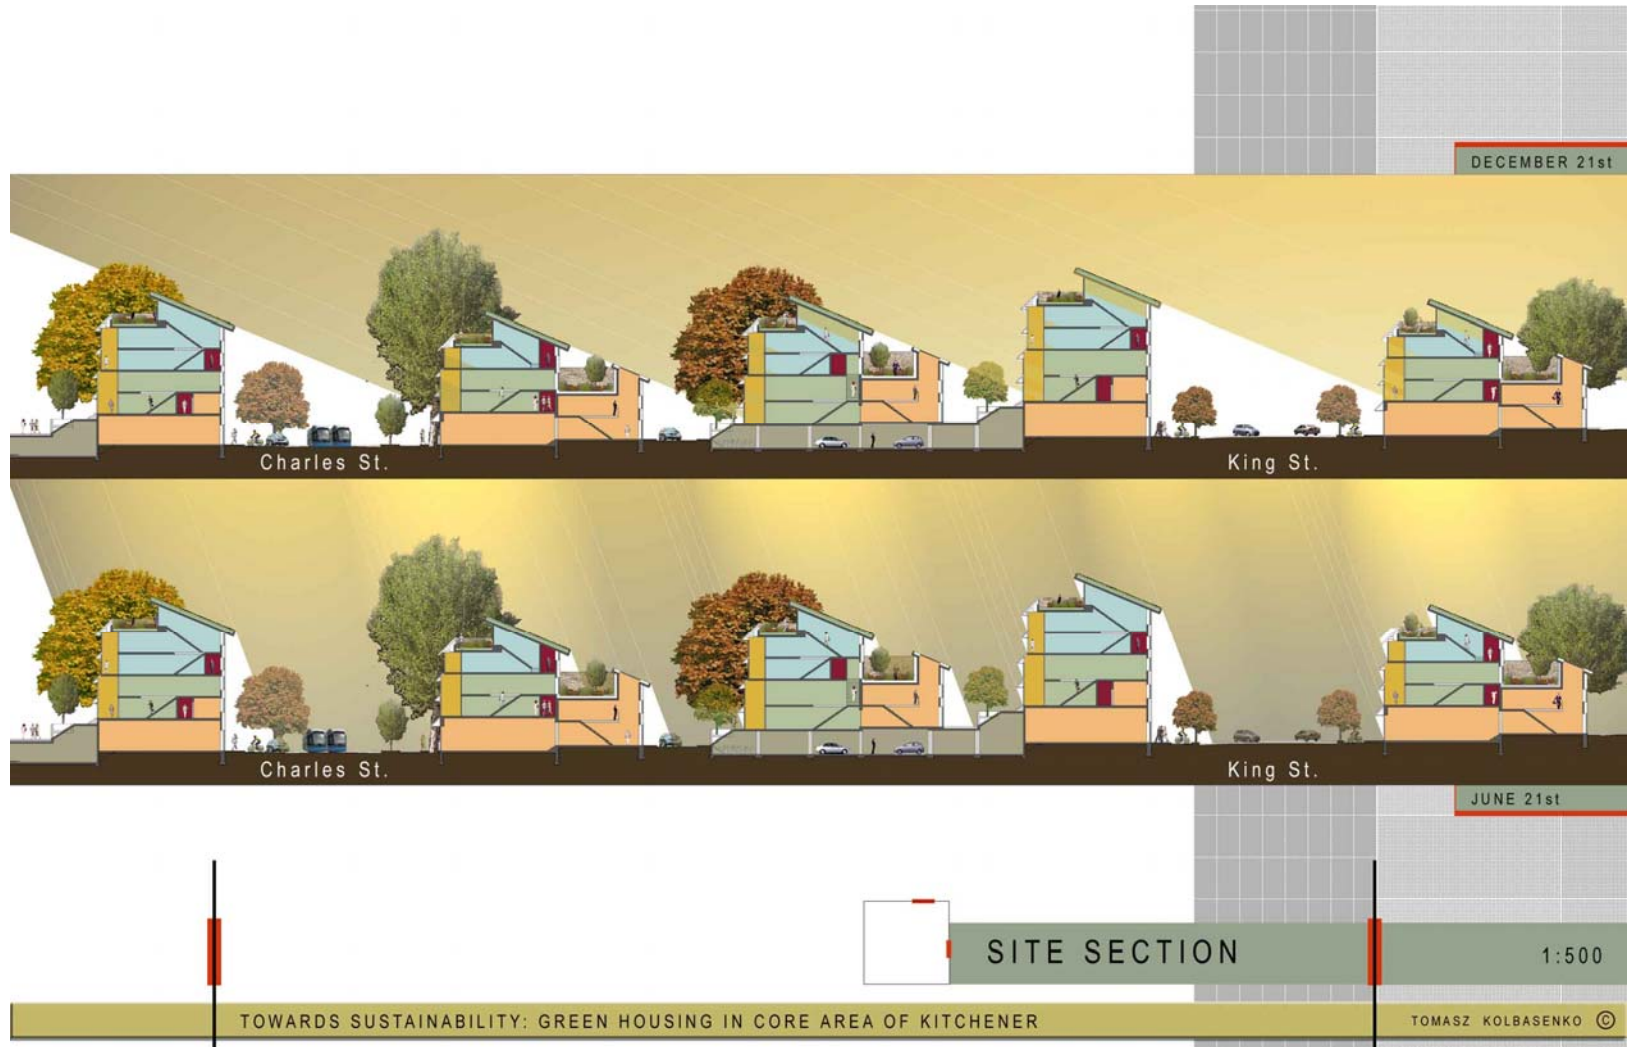 DECEMBER 21st
Charles St.
King St.
Charles St.
King St.
JUNE 21st
SITE SECTION
1:500
TOWARDS SUSTAINABILITY: GREEN HOUSING IN CORE AREA OF KITCHENER
TOMASZ KOLBASENKO ©